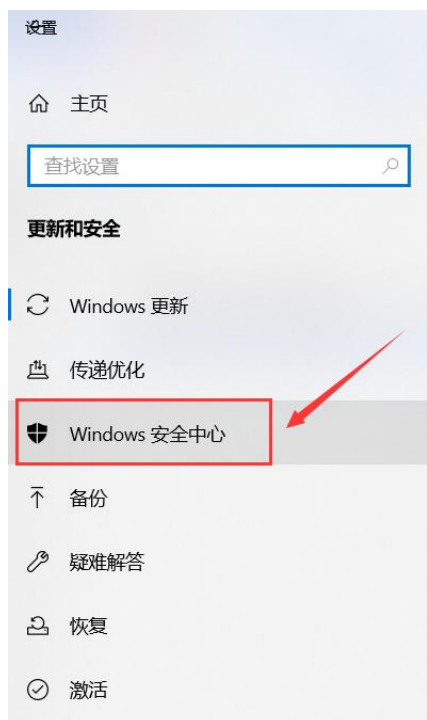 设置
主页
查找设置
更新和安全
Windows 更新
传递优化
Windows 安全中心
备份
疑难解答
恢复
激活